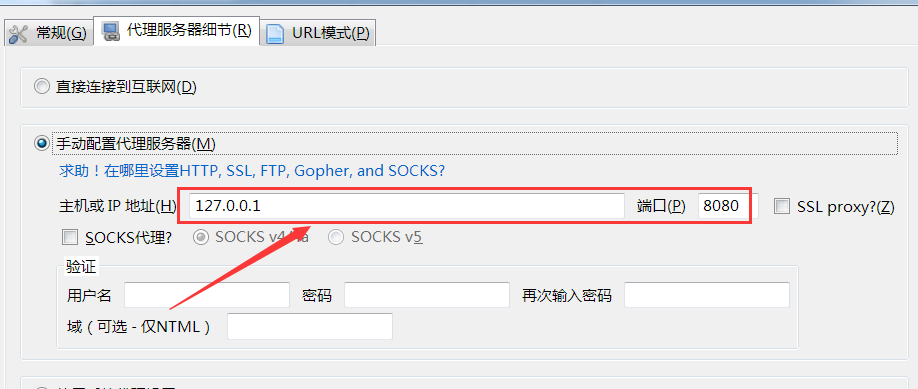 常规(G) 代理服务器细节(R) URL模式(P)
直接连接到互联网(D)
手动配置代理服务器(M)
求助！在哪里设置HTTP, SSL, FTP, Gopher, and SOCKS?
主机或 IP 地址(H) 127.0.0.1 端口(P) 8080 SSL proxy?(Z)
SOCKS代理? SOCKS v4 SOCKS v5
验证
用户名 密码 再次输入密码
域（可选 - 仅NTML）